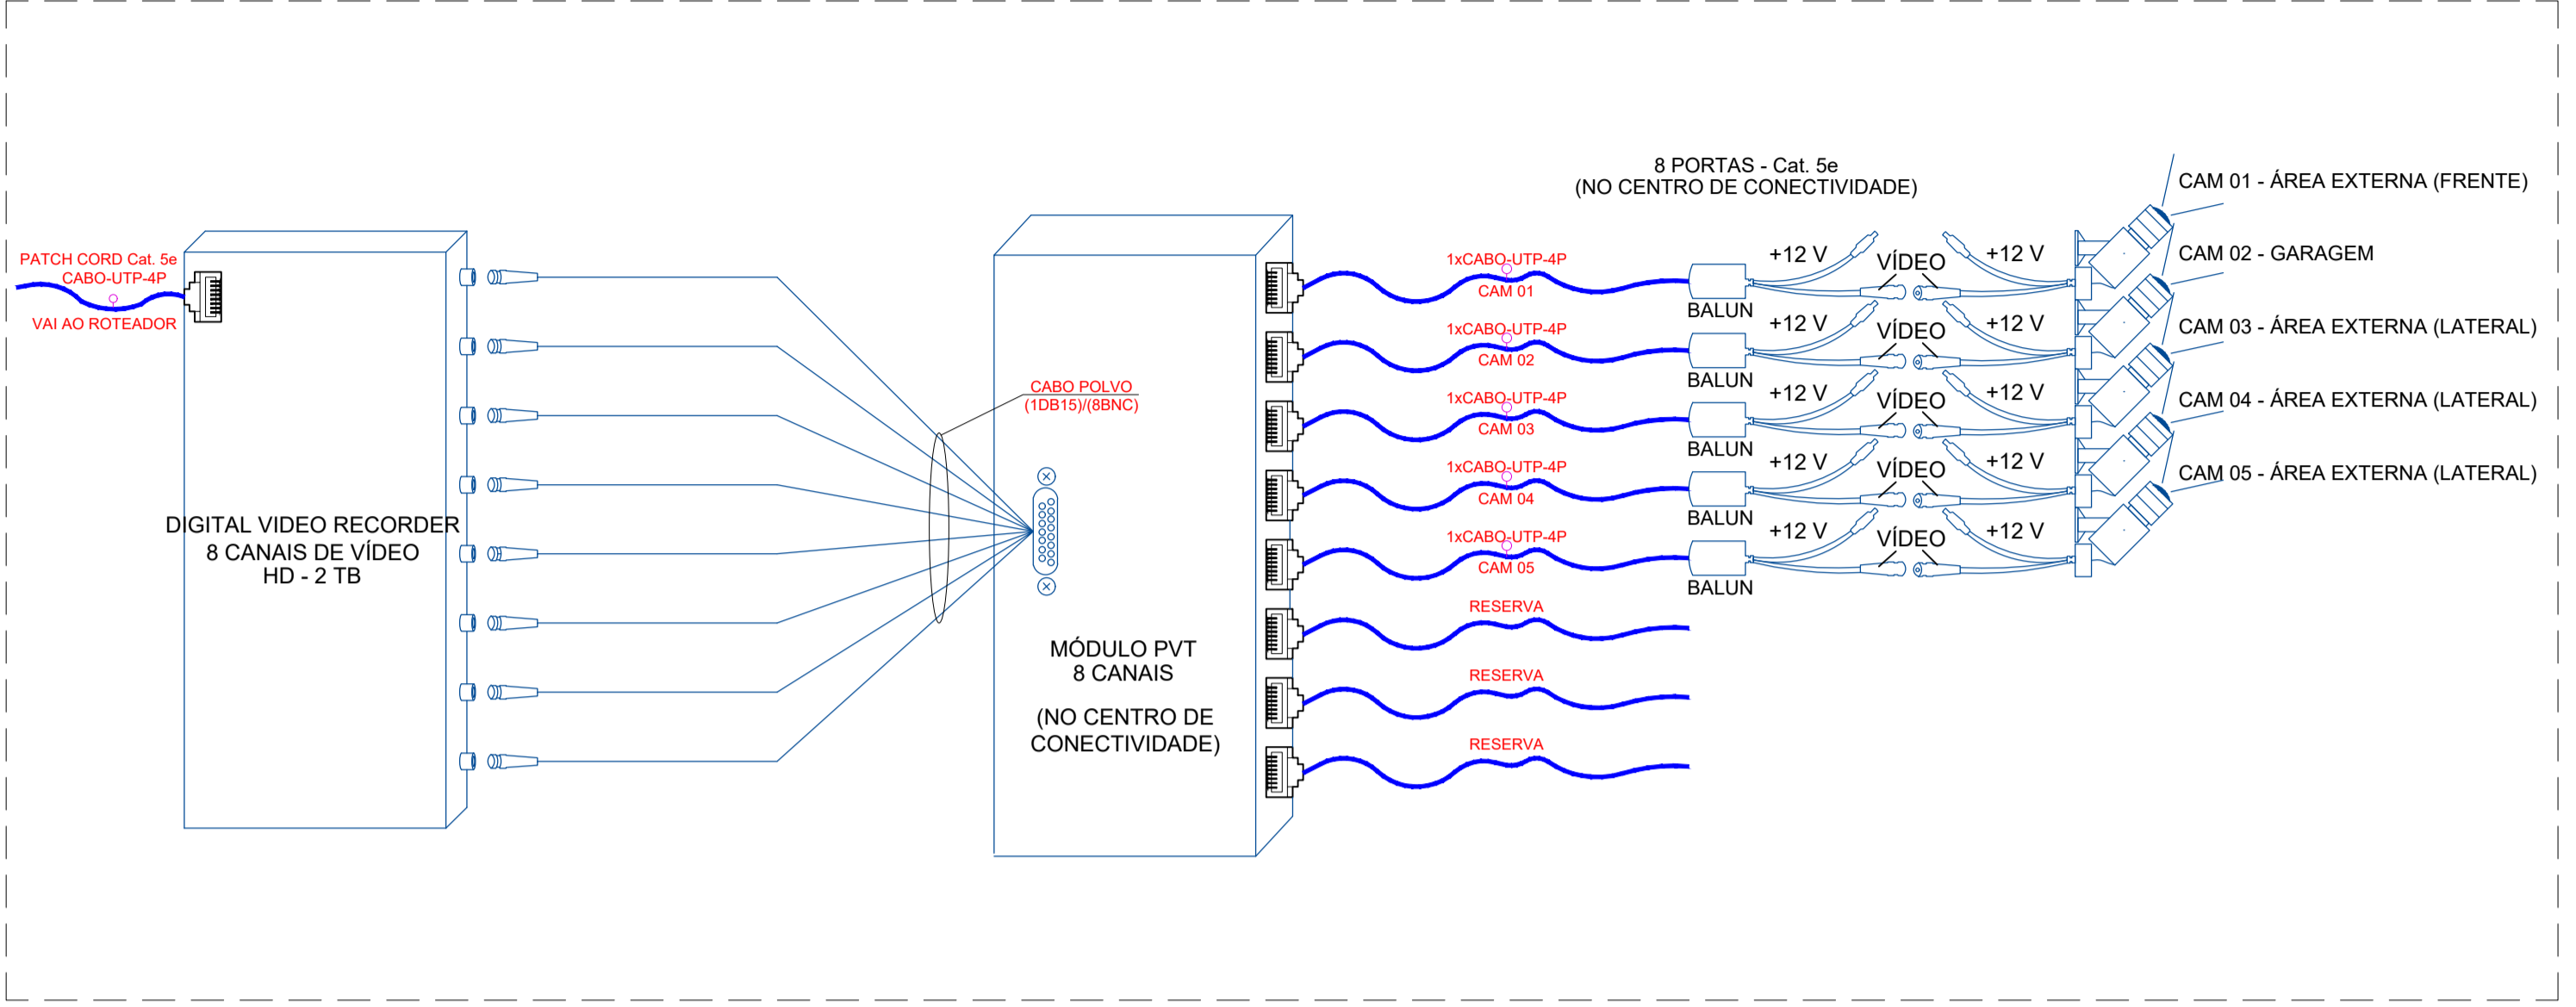 PATCH CORD Cat. 5e
CABO-UTP-4P
VAI AO ROTEADOR
DIGITAL VIDEO RECORDER
8 CANAIS DE VÍDEO
HD - 2 TB
CABO POLVO
(1DB15)/(8BNC)
MÓDULO PVT
8 CANAIS
(NO CENTRO DE
CONECTIVIDADE)
8 PORTAS - Cat. 5e
(NO CENTRO DE CONECTIVIDADE)
1xCABO-UTP-4P
CAM 01
BALUN
+12 V
VÍDEO
+12 V
CAM 01 - ÁREA EXTERNA (FRENTE)
1xCABO-UTP-4P
CAM 02
BALUN
+12 V
VÍDEO
+12 V
CAM 02 - GARAGEM
1xCABO-UTP-4P
CAM 03
BALUN
+12 V
VÍDEO
+12 V
CAM 03 - ÁREA EXTERNA (LATERAL)
1xCABO-UTP-4P
CAM 04
BALUN
+12 V
VÍDEO
+12 V
CAM 04 - ÁREA EXTERNA (LATERAL)
1xCABO-UTP-4P
CAM 05
BALUN
+12 V
VÍDEO
+12 V
CAM 05 - ÁREA EXTERNA (LATERAL)
RESERVA
RESERVA
RESERVA